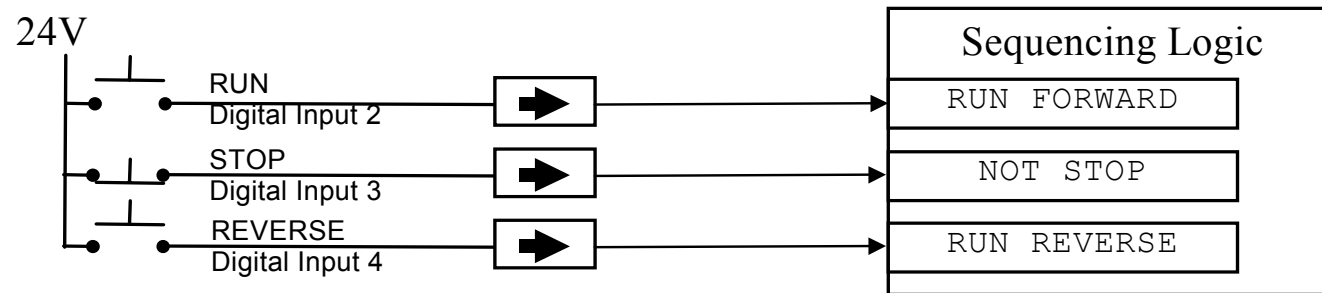 24V
Sequencing Logic
RUN
Digital Input 2
RUN FORWARD
STOP
Digital Input 3
NOT STOP
REVERSE
Digital Input 4
RUN REVERSE